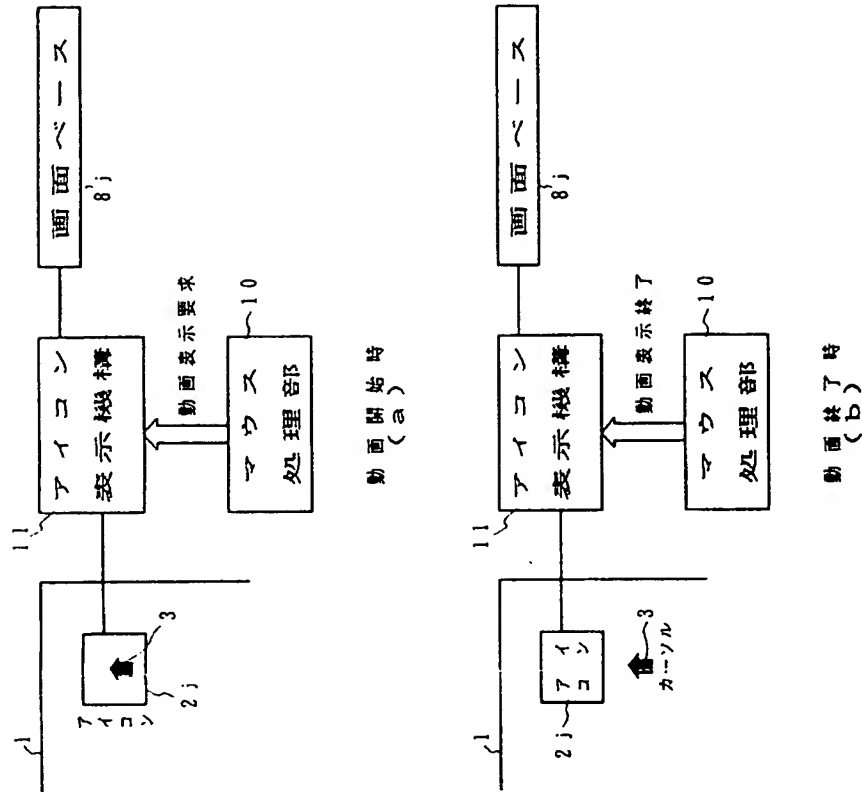 1
アイコン
2j
3
11
アイコン
表示機構
動画表示要求
10
マウス
処理部
画面ベース
8'j
動画開始時
(a)
1
アイコン
2j
3
カーソル
11
アイコン
表示機構
動画表示終了
10
マウス
処理部
画面ベース
8'j
動画終了時
(b)